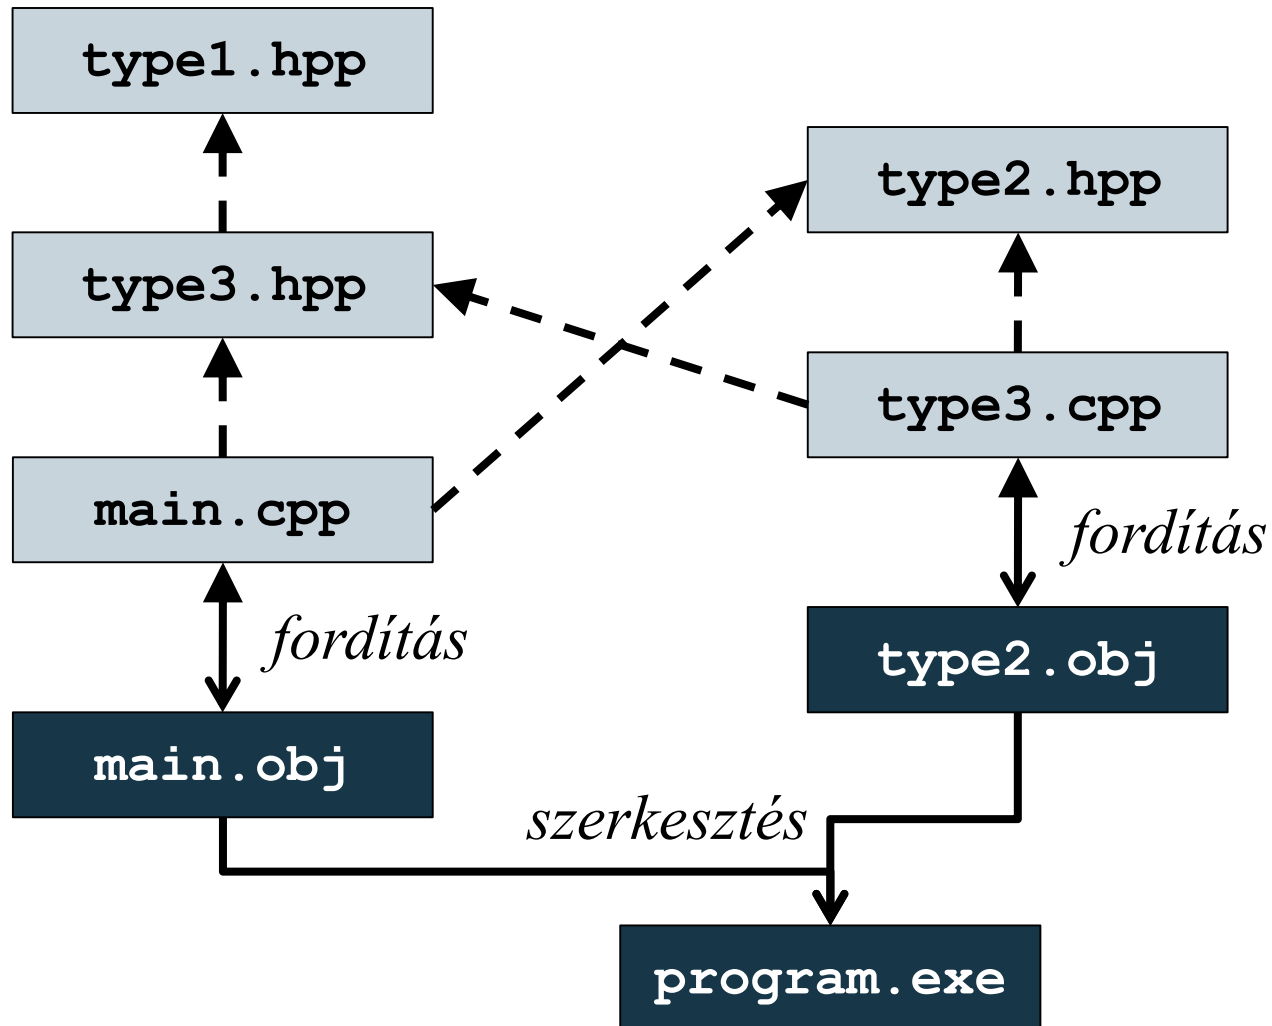 type1.hpp
type2.hpp
type3.hpp
type3.cpp
main.cpp
fordítás
fordítás
type2.obj
main.obj
szerkesztés
program.exe